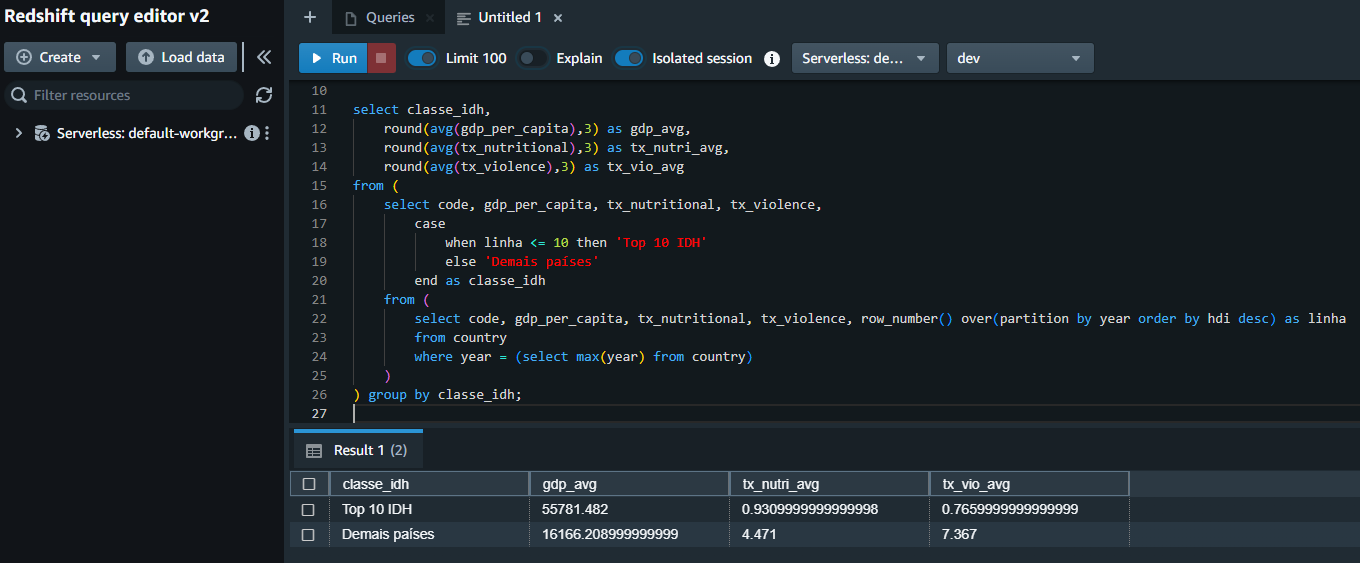 Redshift query editor v2
Create
Load data
Filter resources
Serverless: default-workgr...
Queries
Untitled 1
Run
Limit 100
Explain
Isolated session
Serverless: de...
dev
10
11 select classe_idh,
12 round(avg(gdp_per_capita),3) as gdp_avg,
13 round(avg(tx_nutritional),3) as tx_nutri_avg,
14 round(avg(tx_violence),3) as tx_vio_avg
15 from (
16 select code, gdp_per_capita, tx_nutritional, tx_violence,
17 case
18 when linha <= 10 then 'Top 10 IDH'
19 else 'Demais países'
20 end as classe_idh
21 from (
22 select code, gdp_per_capita, tx_nutritional, tx_violence, row_number() over(partition by year order by hdi desc) as linha
23 from country
24 where year = (select max(year) from country)
25 )
26 ) group by classe_idh;
27
Result 1 (2)
classe_idh gdp_avg tx_nutri_avg tx_vio_avg
Top 10 IDH 55781.482 0.9309999999999998 0.7659999999999999
Demais países 16166.208999999999 4.471 7.367